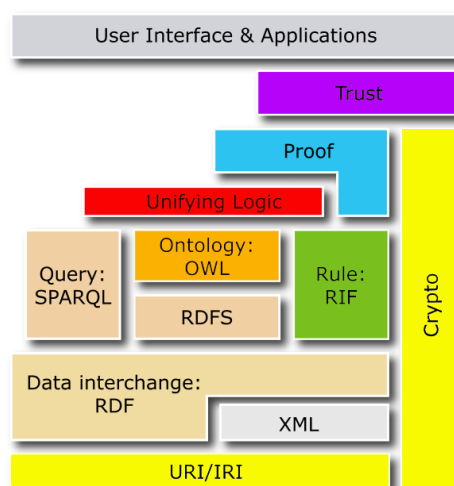 User Interface & Applications
Trust
Proof
Unifying Logic
Query:
SPARQL
Ontology:
OWL
RDFS
Rule:
RIF
Crypto
Data interchange:
RDF
XML
URI/IRI